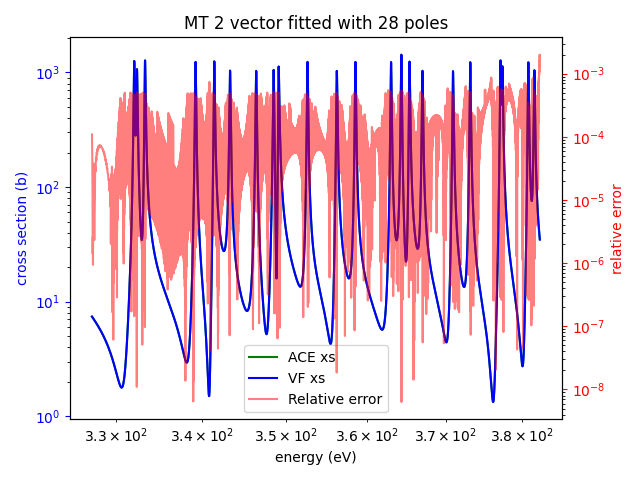 MT 2 vector fitted with 28 poles
cross section (b)
10³
10²
10¹
10⁰
10⁻³
10⁻⁴
10⁻⁵
10⁻⁶
10⁻⁷
10⁻⁸
relative error
ACE xs
VF xs
Relative error
3.3 × 10² 3.4 × 10² 3.5 × 10² 3.6 × 10² 3.7 × 10² 3.8 × 10²
energy (eV)